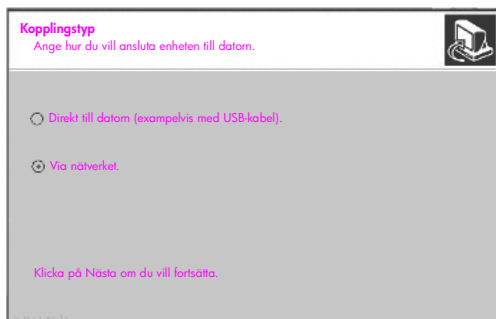 Kopplingstyp
Ange hur du vill ansluta enheten till datorn.
Direkt till datorn (exampelvis med USB-kabel).
Via nätverket.
Klicka på Nästa om du vill fortsätta.